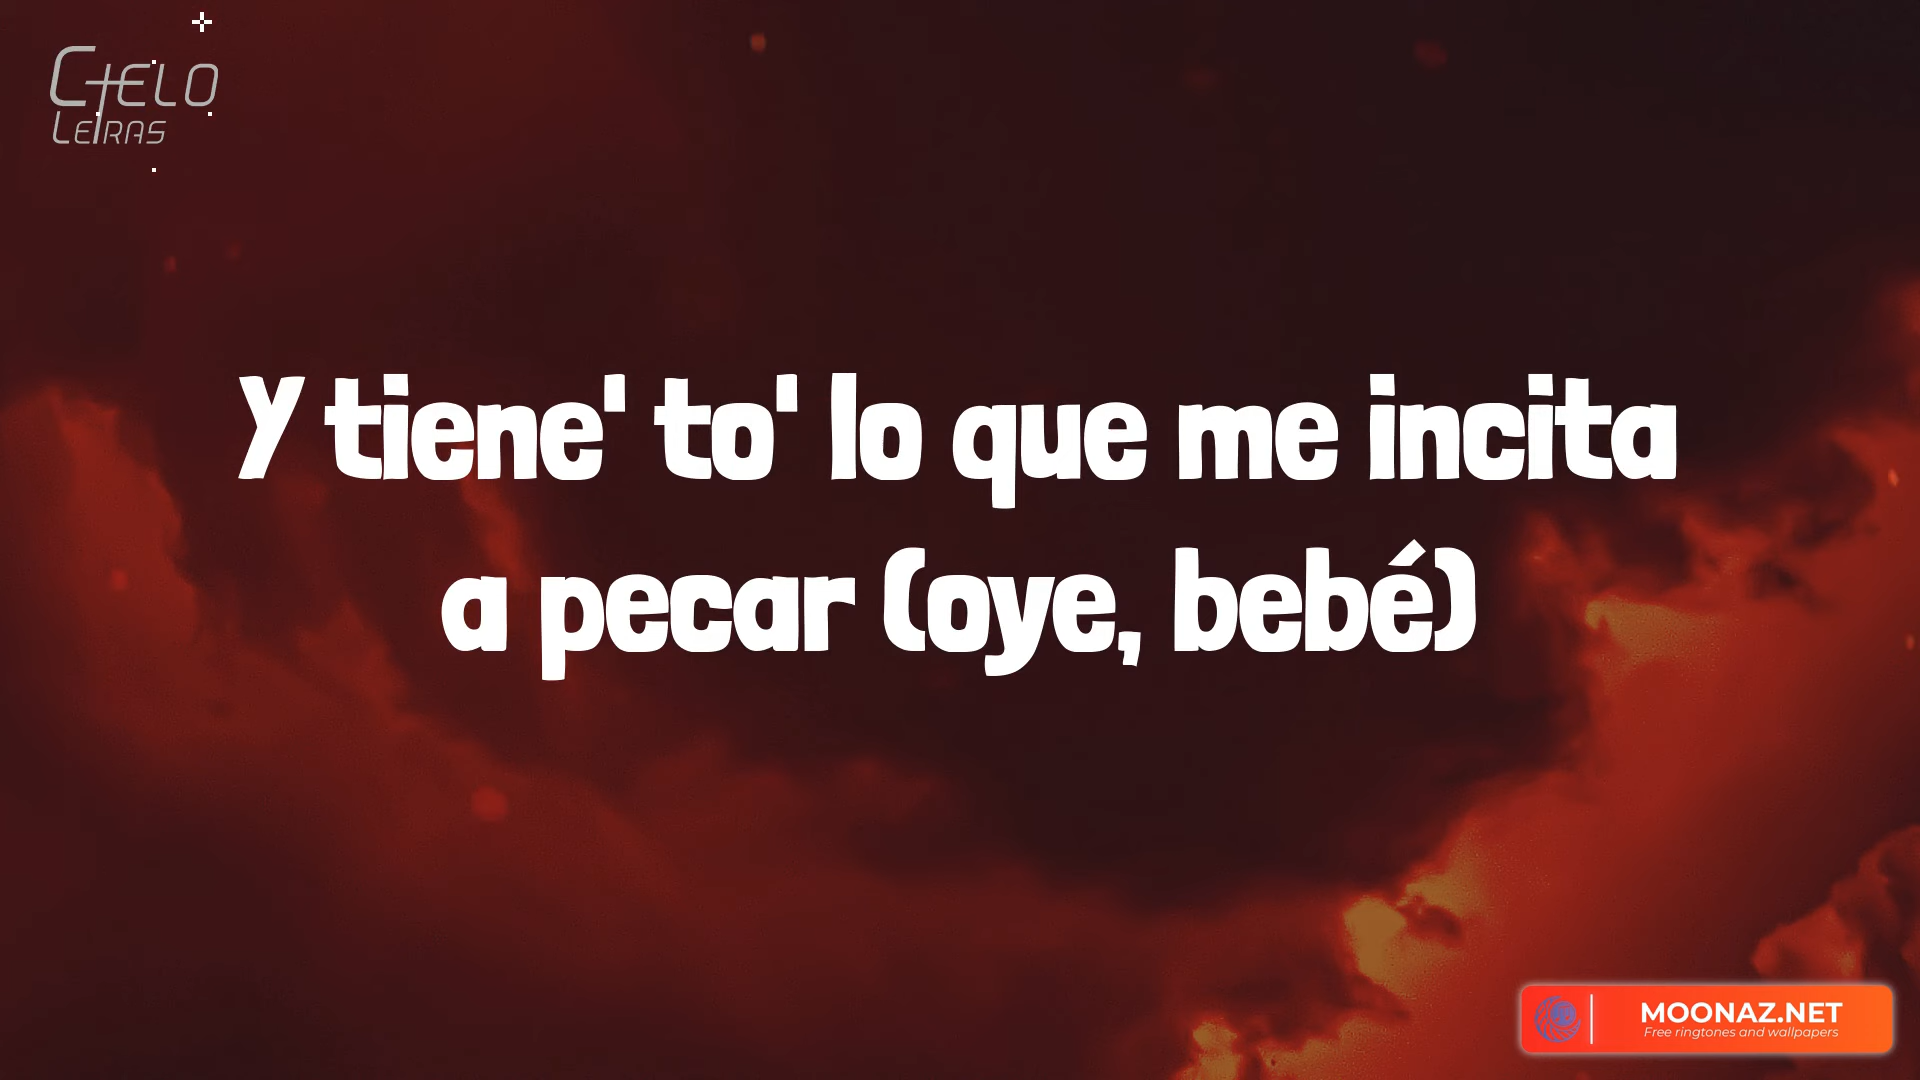 CIELO
LETRAS
Y tiene' to' lo que me incita
a pecar (oye, bebé)
MOONAZ.NET
Free ringtones and wallpapers